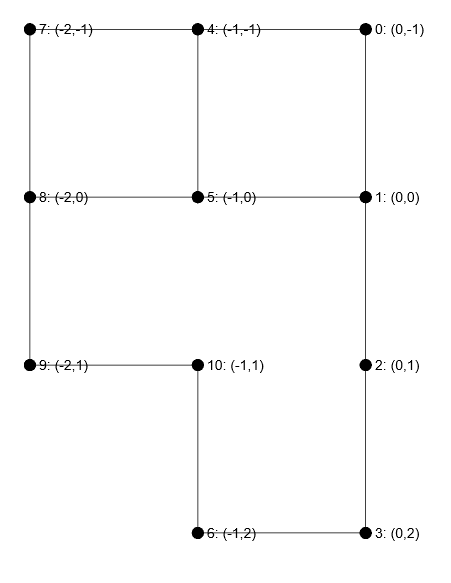 7: (-2,-1) 4: (-1,-1) 0: (0,-1)
8: (-2,0) 5: (-1,0) 1: (0,0)
9: (-2,1) 10: (-1,1) 2: (0,1)
6: (-1,2) 3: (0,2)